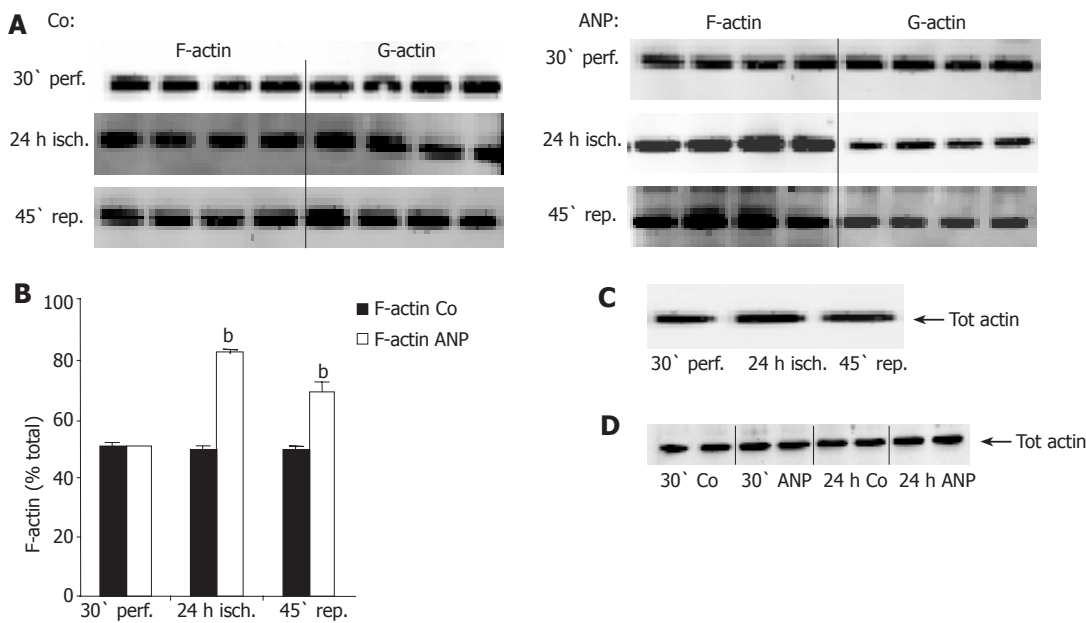 A
Co:
F-actin G-actin
30` perf.
24 h isch.
45` rep.
ANP:
F-actin G-actin
30` perf.
24 h isch.
45` rep.
B
F-actin (% total)
100
80
60
40
20
0
b
b
F-actin Co
F-actin ANP
30` perf. 24 h isch. 45` rep.
C
Tot actin
30` perf. 24 h isch. 45` rep.
D
Tot actin
30` Co 30` ANP 24 h Co 24 h ANP